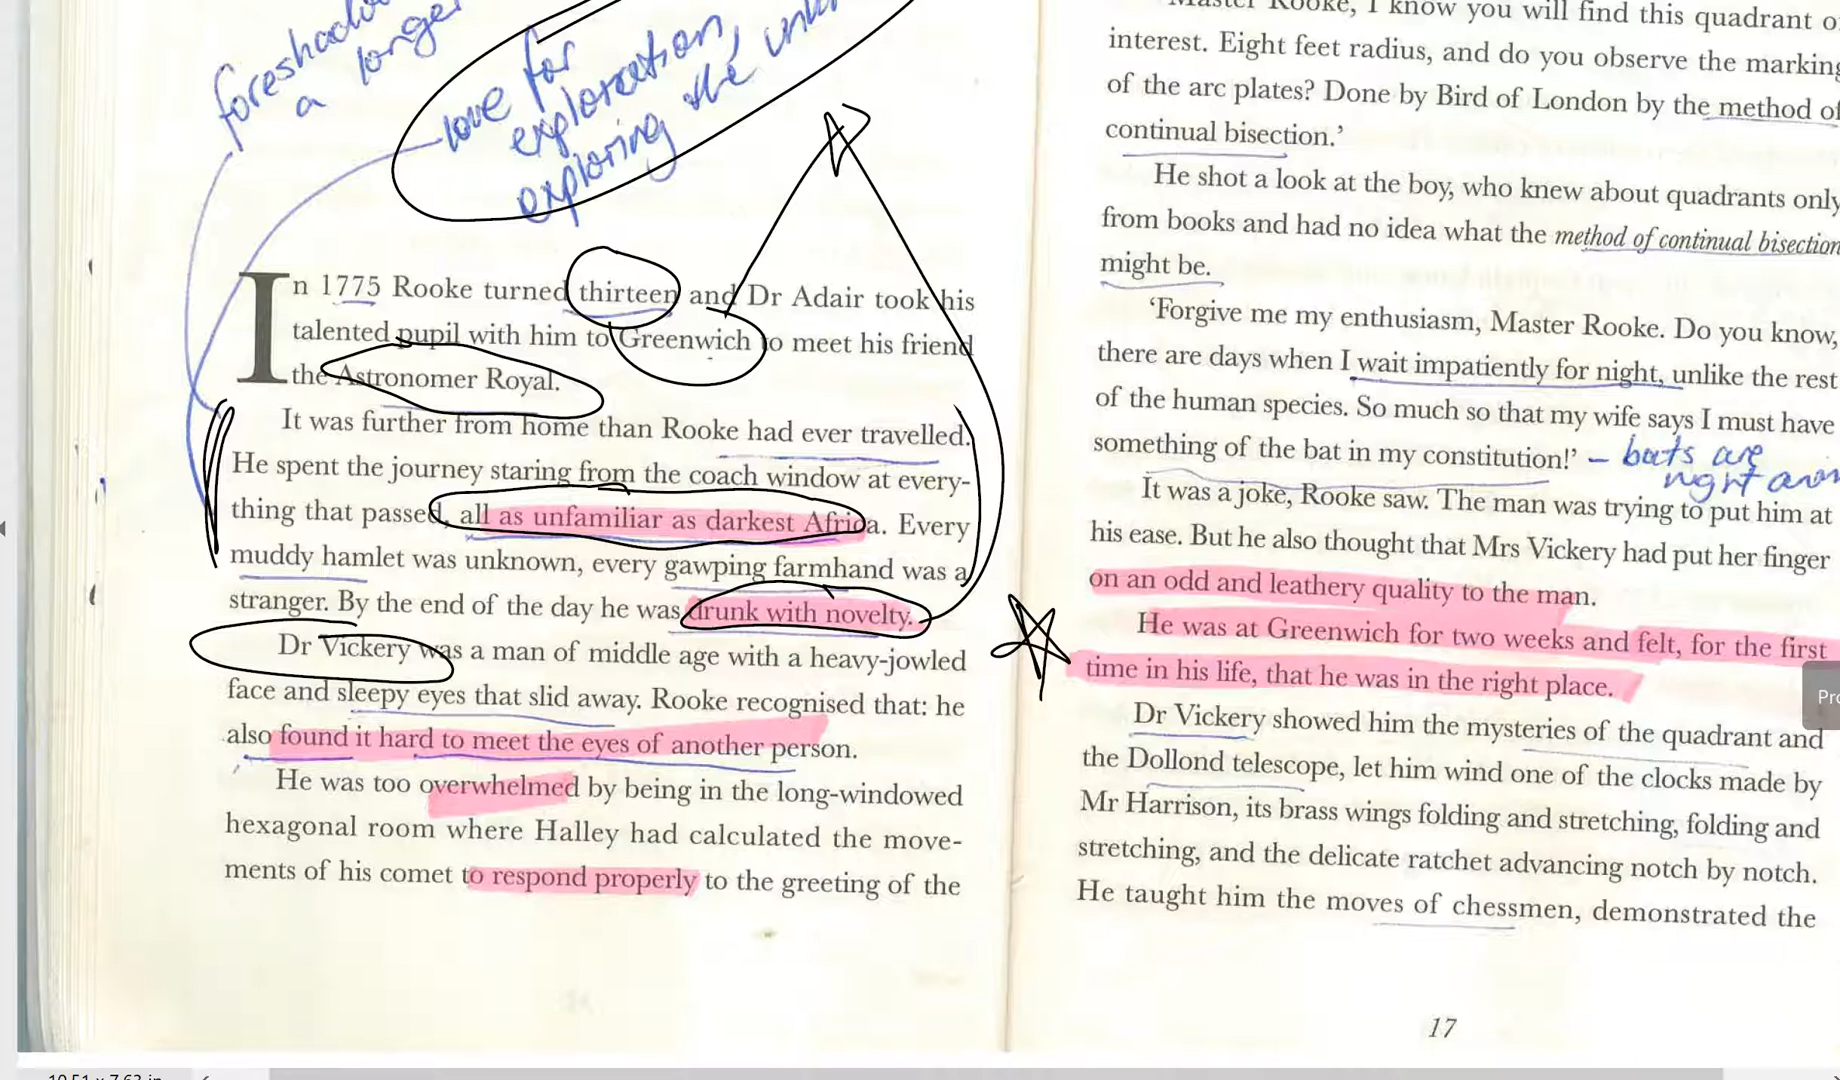 a longer
love for
exploration,
exploring the
In 1775 Rooke turned thirteen and Dr Adair took his
talented pupil with him to Greenwich to meet his friend
the Astronomer Royal.
It was further from home than Rooke had ever travelled.
He spent the journey staring from the coach window at every-
thing that passed, all as unfamiliar as darkest Africa. Every
muddy hamlet was unknown, every gawping farmhand was a
stranger. By the end of the day he was drunk with novelty.
Dr Vickery was a man of middle age with a heavy-jowled
face and sleepy eyes that slid away. Rooke recognised that: he
also found it hard to meet the eyes of another person.
He was too overwhelmed by being in the long-windowed
hexagonal room where Halley had calculated the move-
ments of his comet to respond properly to the greeting of the
Master Rooke, I know you will find this quadrant of
interest. Eight feet radius, and do you observe the marking
of the arc plates? Done by Bird of London by the method of
continual bisection.’
He shot a look at the boy, who knew about quadrants only
from books and had no idea what the method of continual bisection
might be.
‘Forgive me my enthusiasm, Master Rooke. Do you know,
there are days when I wait impatiently for night, unlike the rest
of the human species. So much so that my wife says I must have
something of the bat in my constitution!’ – bats are
It was a joke, Rooke saw. The man was trying to put him at
his ease. But he also thought that Mrs Vickery had put her finger
on an odd and leathery quality to the man.
He was at Greenwich for two weeks and felt, for the first
time in his life, that he was in the right place.
Dr Vickery showed him the mysteries of the quadrant and
the Dollond telescope, let him wind one of the clocks made by
Mr Harrison, its brass wings folding and stretching, folding and
stretching, and the delicate ratchet advancing notch by notch.
He taught him the moves of chessmen, demonstrated the
17
10.51 x 7.63 in